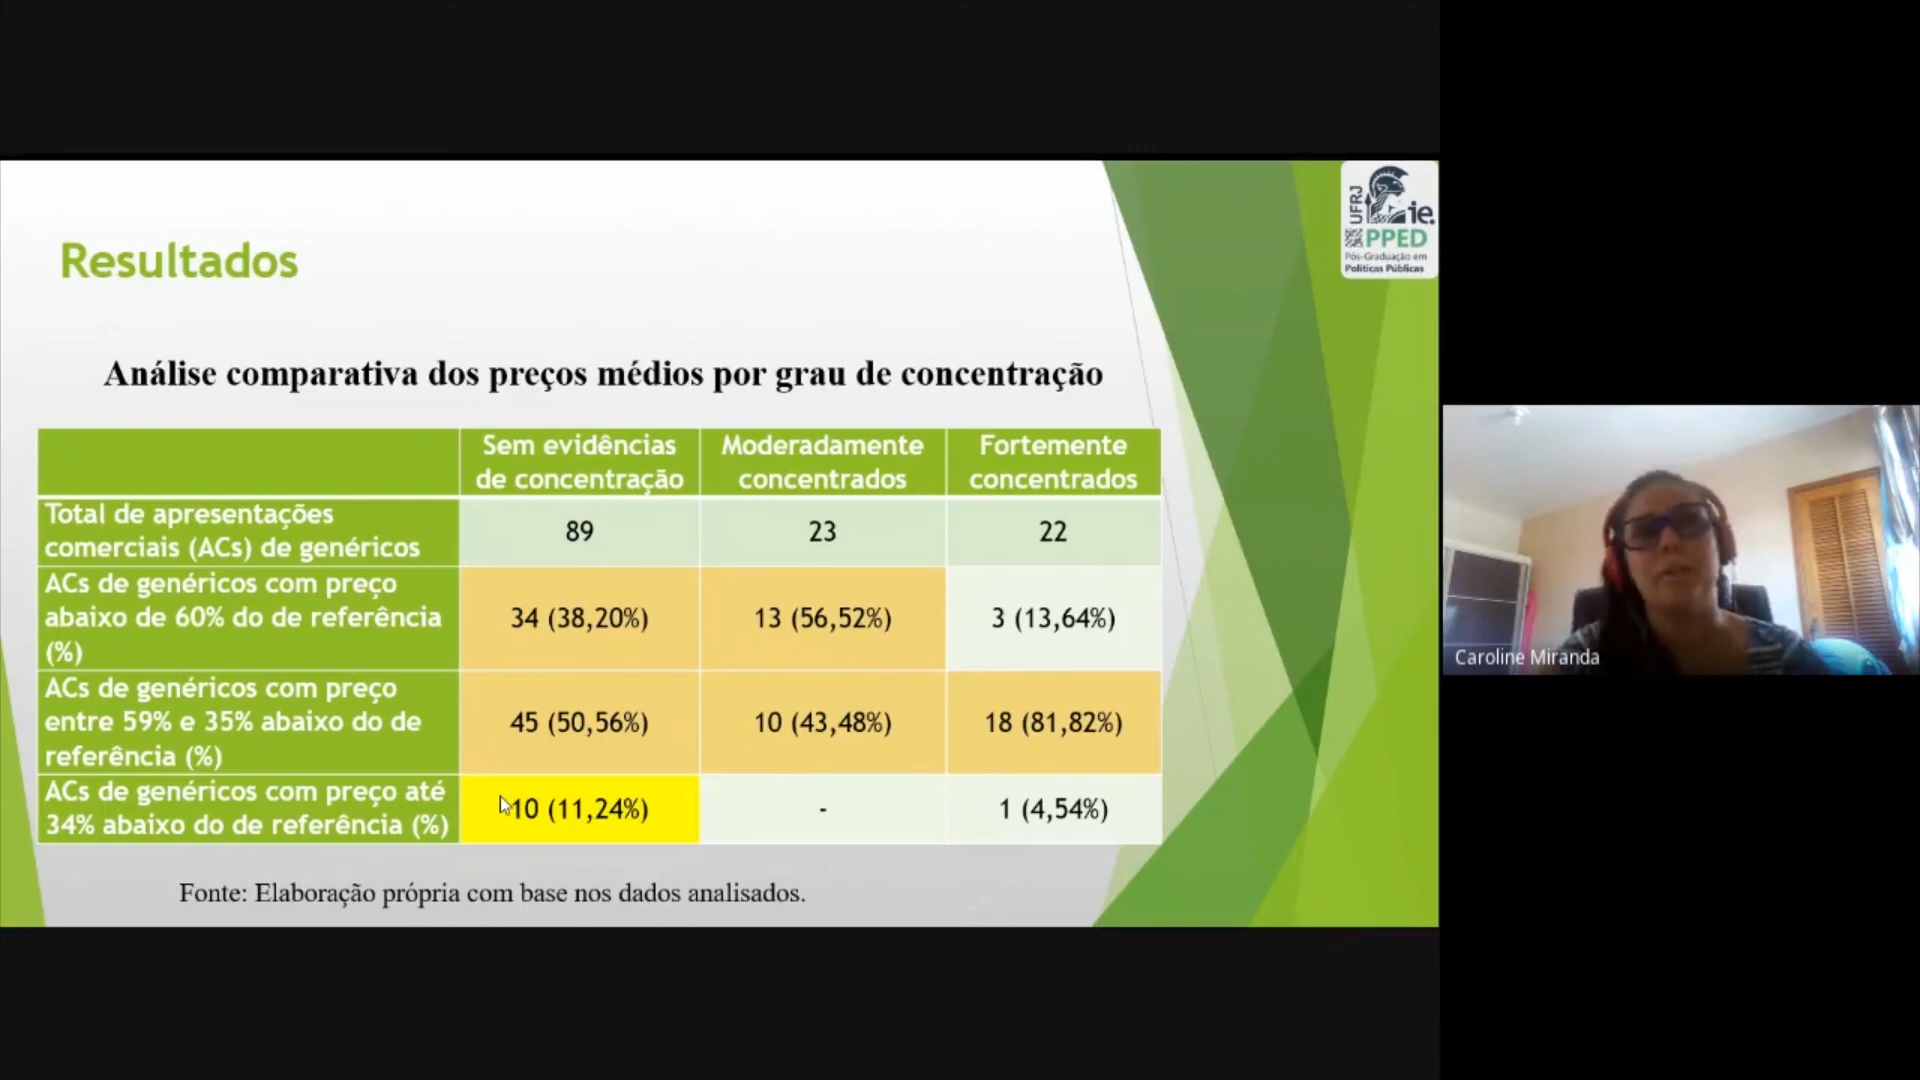 UFRJ
ie.
PPED
Pós-Graduação em
Políticas Públicas
Resultados
Análise comparativa dos preços médios por grau de concentração
Sem evidências
de concentração
Moderadamente
concentrados
Fortemente
concentrados
Total de apresentações
comerciais (ACs) de genéricos
89
23
22
ACs de genéricos com preço
abaixo de 60% do de referência
(%)
34 (38,20%)
13 (56,52%)
3 (13,64%)
ACs de genéricos com preço
entre 59% e 35% abaixo do de
referência (%)
45 (50,56%)
10 (43,48%)
18 (81,82%)
ACs de genéricos com preço até
34% abaixo do de referência (%)
10 (11,24%)
-
1 (4,54%)
Fonte: Elaboração própria com base nos dados analisados.
Caroline Miranda